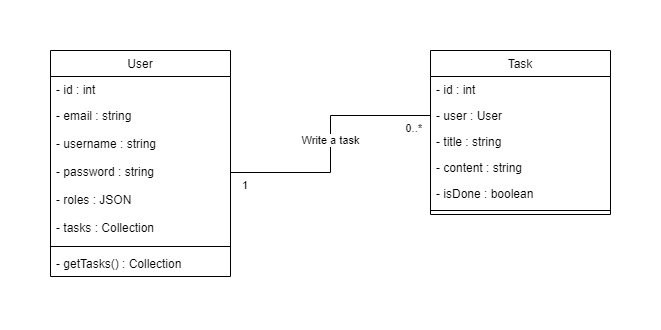 User
- id : int
- email : string
- username : string
- password : string
- roles : JSON
- tasks : Collection
- getTasks() : Collection
1
Write a task
0..*
Task
- id : int
- user : User
- title : string
- content : string
- isDone : boolean